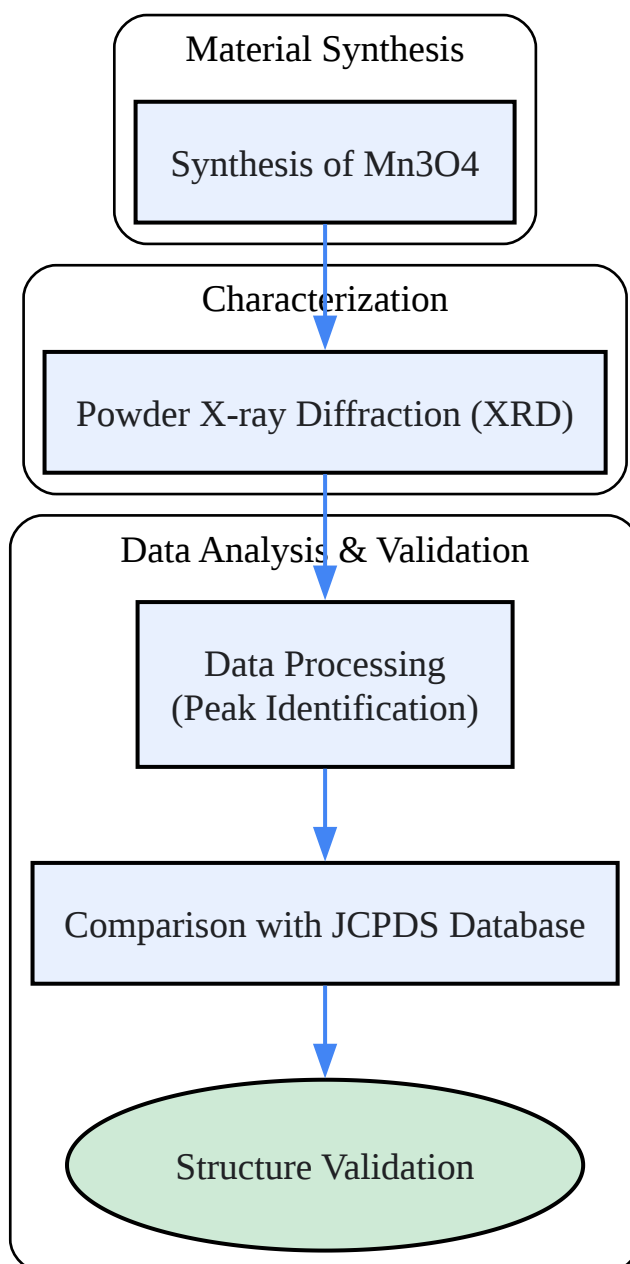 Material Synthesis
Synthesis of Mn3O4
Characterization
Powder X-ray Diffraction (XRD)
Data Analysis & Validation
Data Processing
(Peak Identification)
Comparison with JCPDS Database
Structure Validation